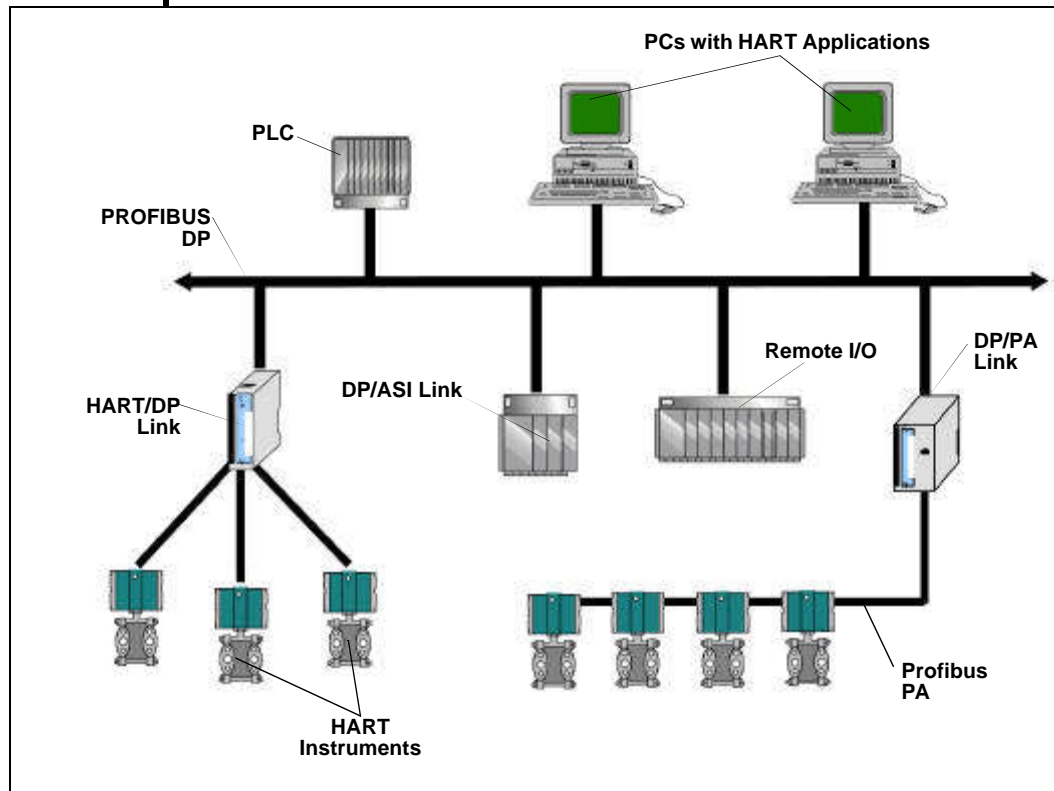 PCs with HART Applications
PLC
PROFIBUS
DP
Remote I/O
DP/PA
Link
DP/ASI Link
HART/DP
Link
Profibus
PA
HART
Instruments